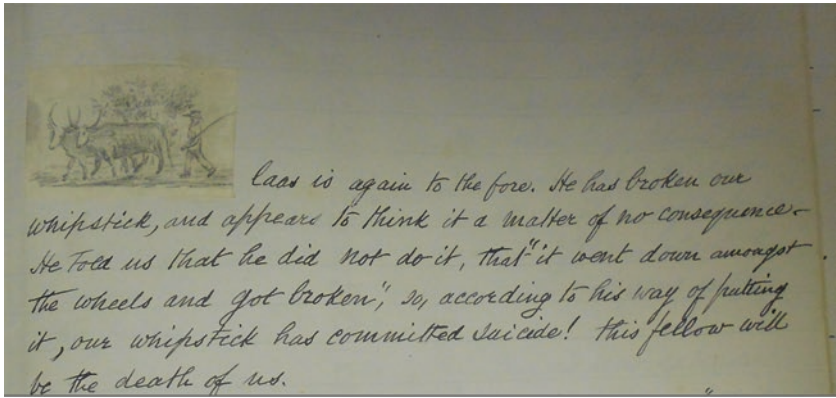 laas is again to the fore. He has broken our
whipstick, and appears to think it a matter of no consequence -
He told us that he did not do it, that "it went down amongst
the wheels and got broken", so, according to his way of putting
it, our whipstick has committed suicide! this fellow will
be the death of us.